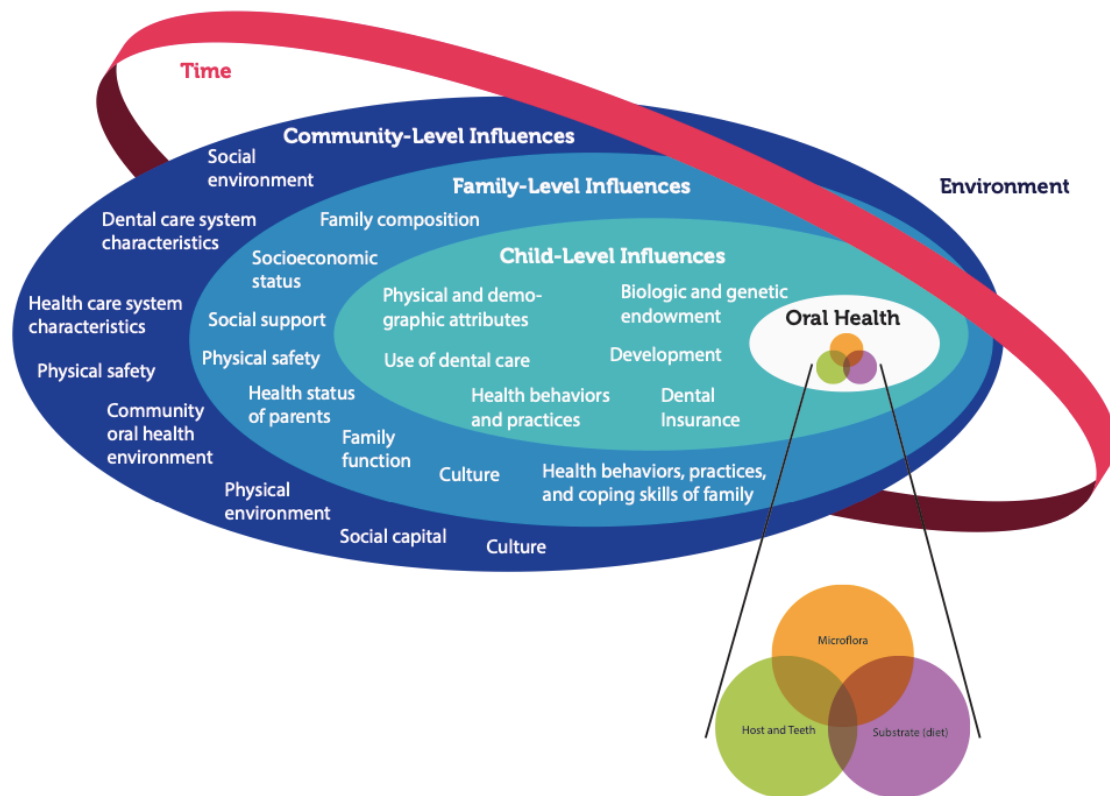 Time
Community-Level Influences
Social
environment
Family-Level Influences
Environment
Dental care system
characteristics
Family composition
Socioeconomic
status
Child-Level Influences
Health care system
characteristics
Social support
Physical and demo-
graphic attributes
Biologic and genetic
endowment
Oral Health
Physical safety
Physical safety
Use of dental care
Development
Community
oral health
environment
Health status
of parents
Health behaviors
and practices
Dental
Insurance
Family
function
Culture
Health behaviors, practices,
and coping skills of family
Physical
environment
Social capital
Culture
Microflora
Host and Teeth
Substrate (diet)